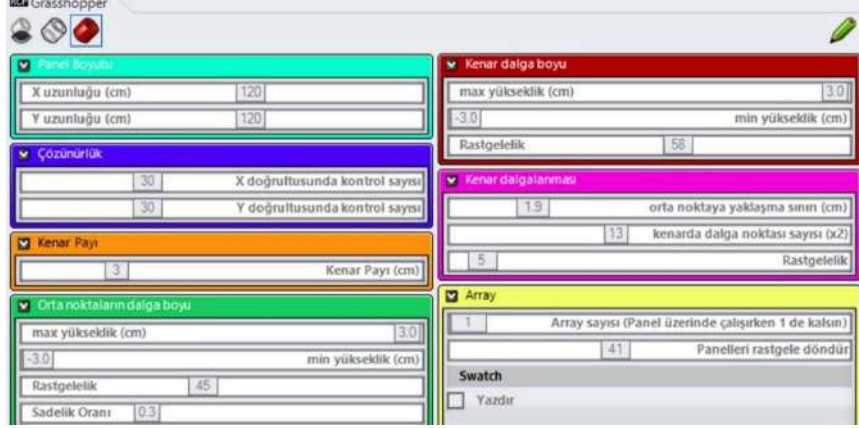 Grasshopper
Panel Boyutu
X uzunluğu (cm) 120
Y uzunluğu (cm) 120
Çözünürlük
30 X doğrultusunda kontrol sayısı
30 Y doğrultusunda kontrol sayısı
Kenar Payı
3 Kenar Payı (cm)
Orta noktaların dalga boyu
max yükseklik (cm) 3.0
-3.0 min yükseklik (cm)
Rastgelelik 45
Sadelik Oranı 0.3
Kenar dalga boyu
max yükseklik (cm) 3.0
-3.0 min yükseklik (cm)
Rastgelelik 58
Kenar dalgalanması
1.9 orta noktaya yaklaşma sınırı (cm)
13 kenarda dalga noktası sayısı (x2)
5 Rastgelelik
Array
1 Array sayısı (Panel üzerinde çalışırken 1 de kalsın)
41 Panelleri rastgele döndür
Swatch
Yazdır